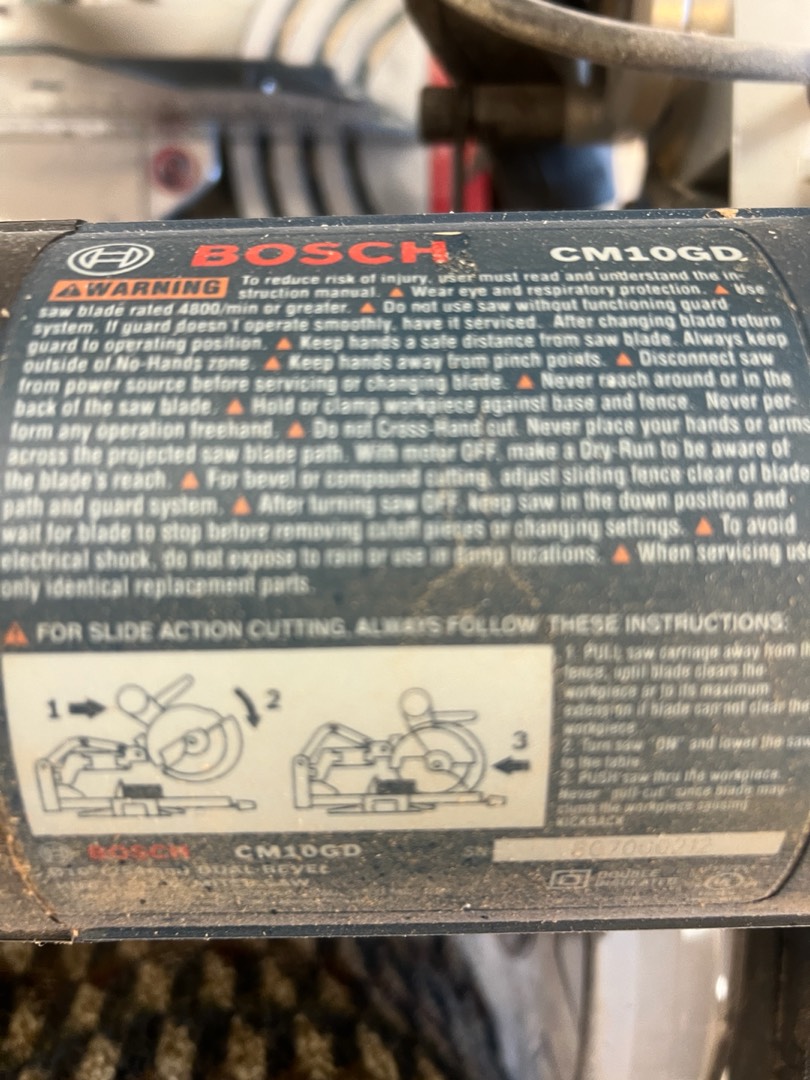 BOSCH CM10GD
WARNING To reduce risk of injury, user must read and understand the in-
struction manual. Wear eye and respiratory protection. Use
saw blade rated 4800/min or greater. Do not use saw without functioning guard
system. If guard doesn't operate smoothly, have it serviced. After changing blade return
guard to operating position. Keep hands a safe distance from saw blade. Always keep
outside of No-Hands zone. Keep hands away from pinch points. Disconnect saw
from power source before servicing or changing blade. Never reach around or in the
back of the saw blade. Hold or clamp workpiece against base and fence. Never per-
form any operation freehand. Do not Cross-Hand cut. Never place your hands or arms
across the projected saw blade path. With motor OFF, make a Dry-Run to be aware of
the blade's reach. For bevel or compound cutting, adjust sliding fence clear of blade
path and guard system. After turning saw OFF, keep saw in the down position and
wait for blade to stop before removing cutoff pieces or changing settings. To avoid
electrical shock, do not expose to rain or use in damp locations. When servicing use
only identical replacement parts.
FOR SLIDE ACTION CUTTING, ALWAYS FOLLOW THESE INSTRUCTIONS:
1. PULL saw carriage away from th
fence, until blade clears the
workpiece or to its maximum
extension if blade can not clear the
workpiece.
2. Turn saw "ON" and lower the saw
to the table.
3. PUSH saw thru the workpiece.
Never "pull-cut" since blade may
climb the workpiece causing
KICKBACK
1 2
3
BOSCH CM10GD SN
DUAL BEVEL
SAW
DOUBLE